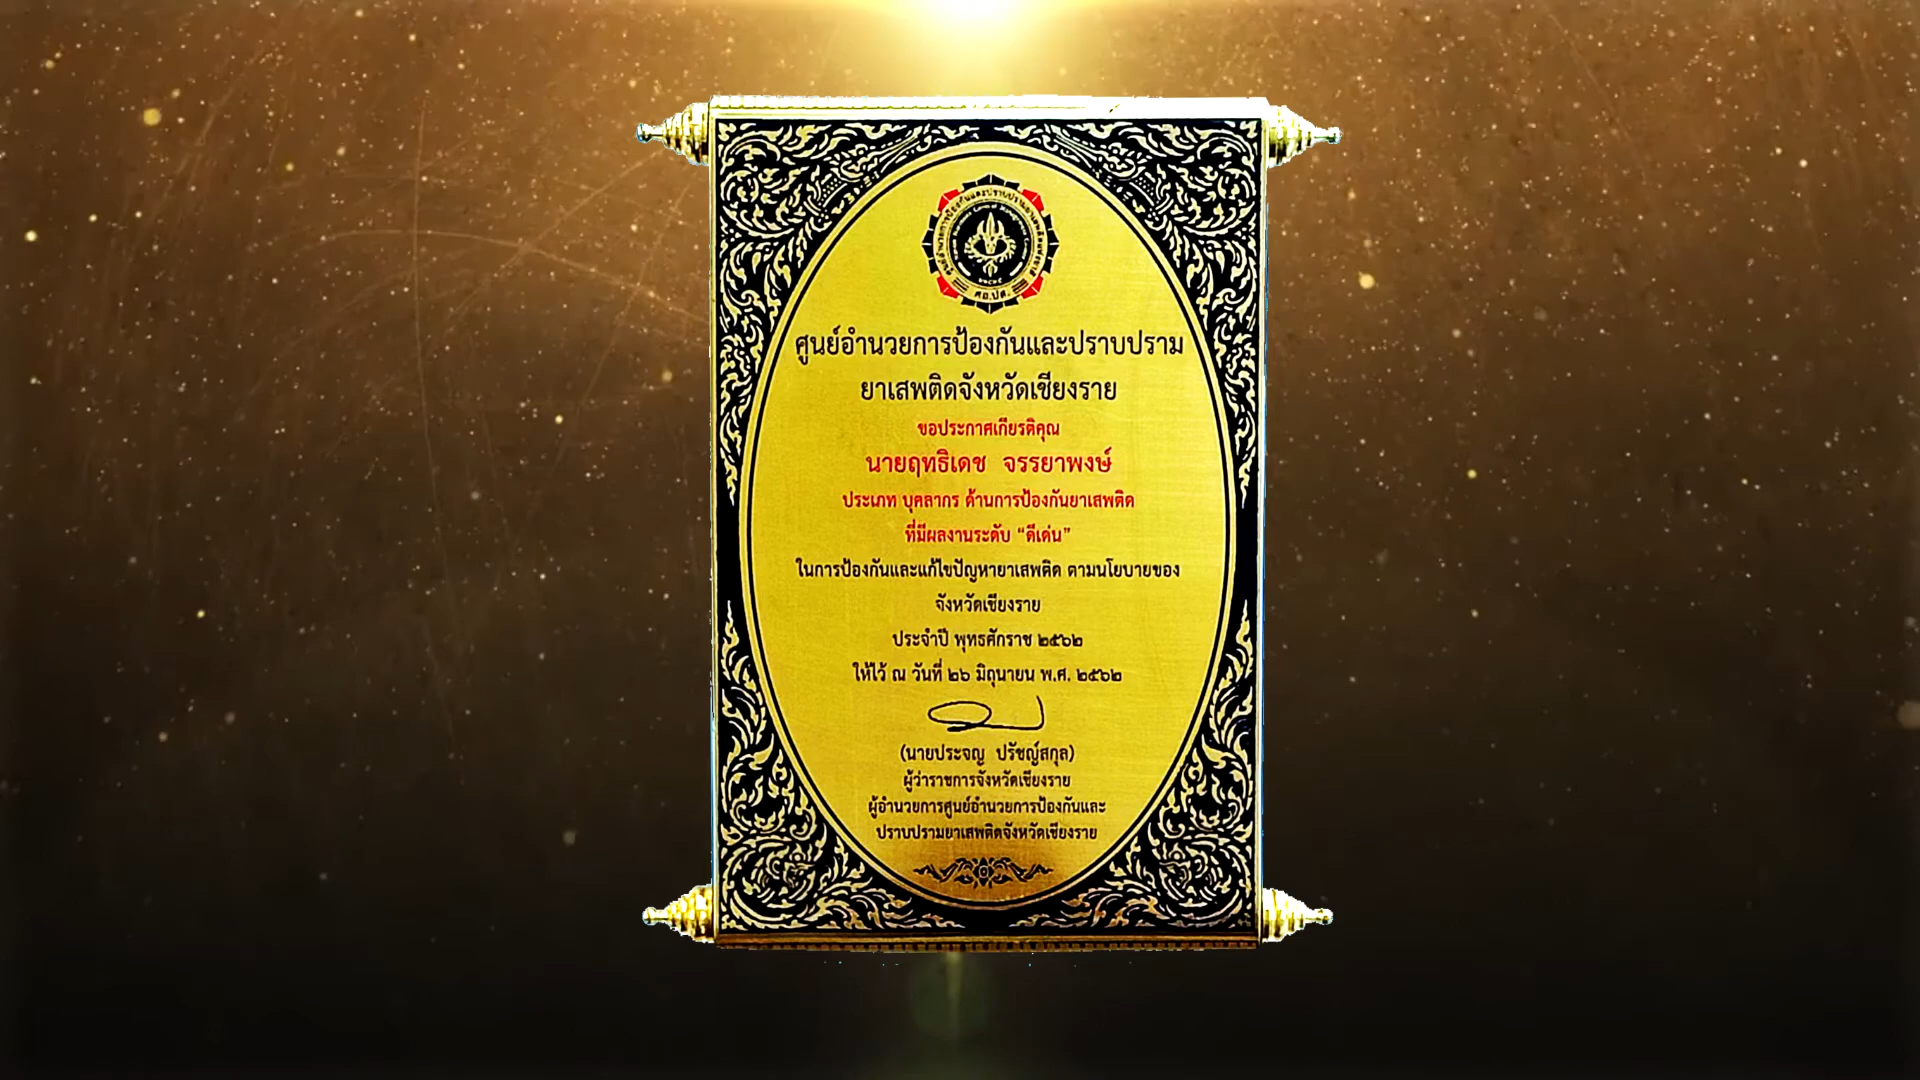 ศ.อ.ปส.
ศูนย์อำนวยการป้องกันและปราบปราม
ยาเสพติดจังหวัดเชียงราย
ขอประกาศเกียรติคุณ
นายฤทธิเดช จรรยาพงษ์
ประเภท บุคลากร ด้านการป้องกันยาเสพติด
ที่มีผลงานระดับ “ดีเด่น”
ในการป้องกันและแก้ไขปัญหายาเสพติด ตามนโยบายของ
จังหวัดเชียงราย
ประจำปี พุทธศักราช ๒๕๖๒
ให้ไว้ ณ วันที่ ๒๖ มิถุนายน พ.ศ. ๒๕๖๒
(นายประจญ ปรัชญ์สกุล)
ผู้ว่าราชการจังหวัดเชียงราย
ผู้อำนวยการศูนย์อำนวยการป้องกันและ
ปราบปรามยาเสพติดจังหวัดเชียงราย